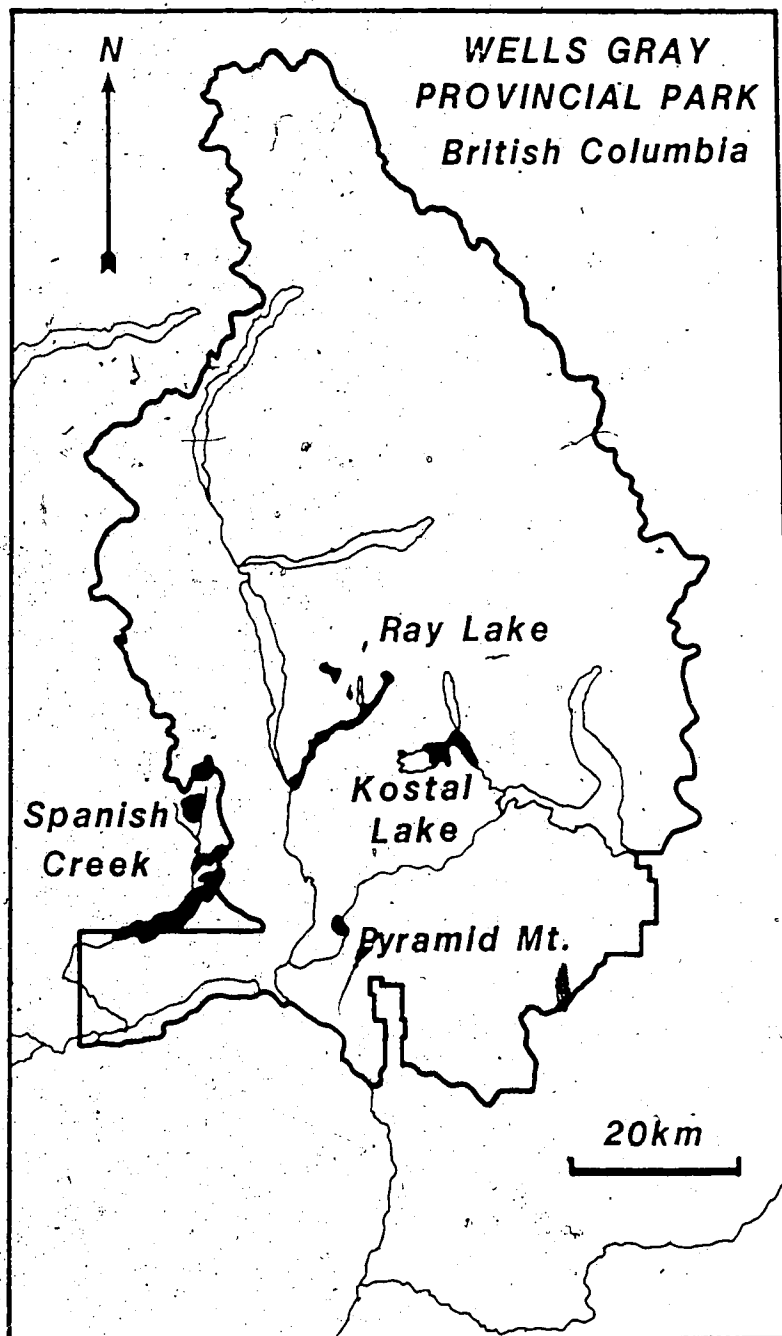 N
WELLS GRAY
PROVINCIAL PARK
British Columbia
Ray Lake
Kostal
Lake
Spanish
Creek
Pyramid Mt.
20km